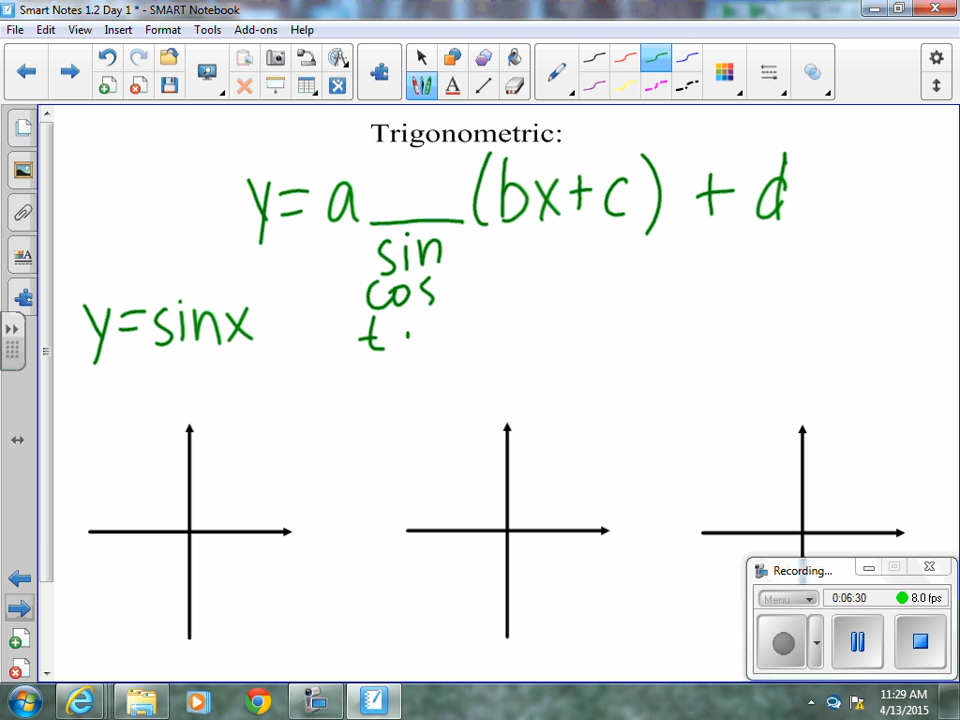 Smart Notes 1.2 Day 1 * - SMART Notebook
File Edit View Insert Format Tools Add-ons Help
Trigonometric:
y = a ___ (bx+c) + d
sin
cos
y=sinx
t
Recording...
Menu 0:06:30 8.0 fps
11:29 AM
4/13/2015